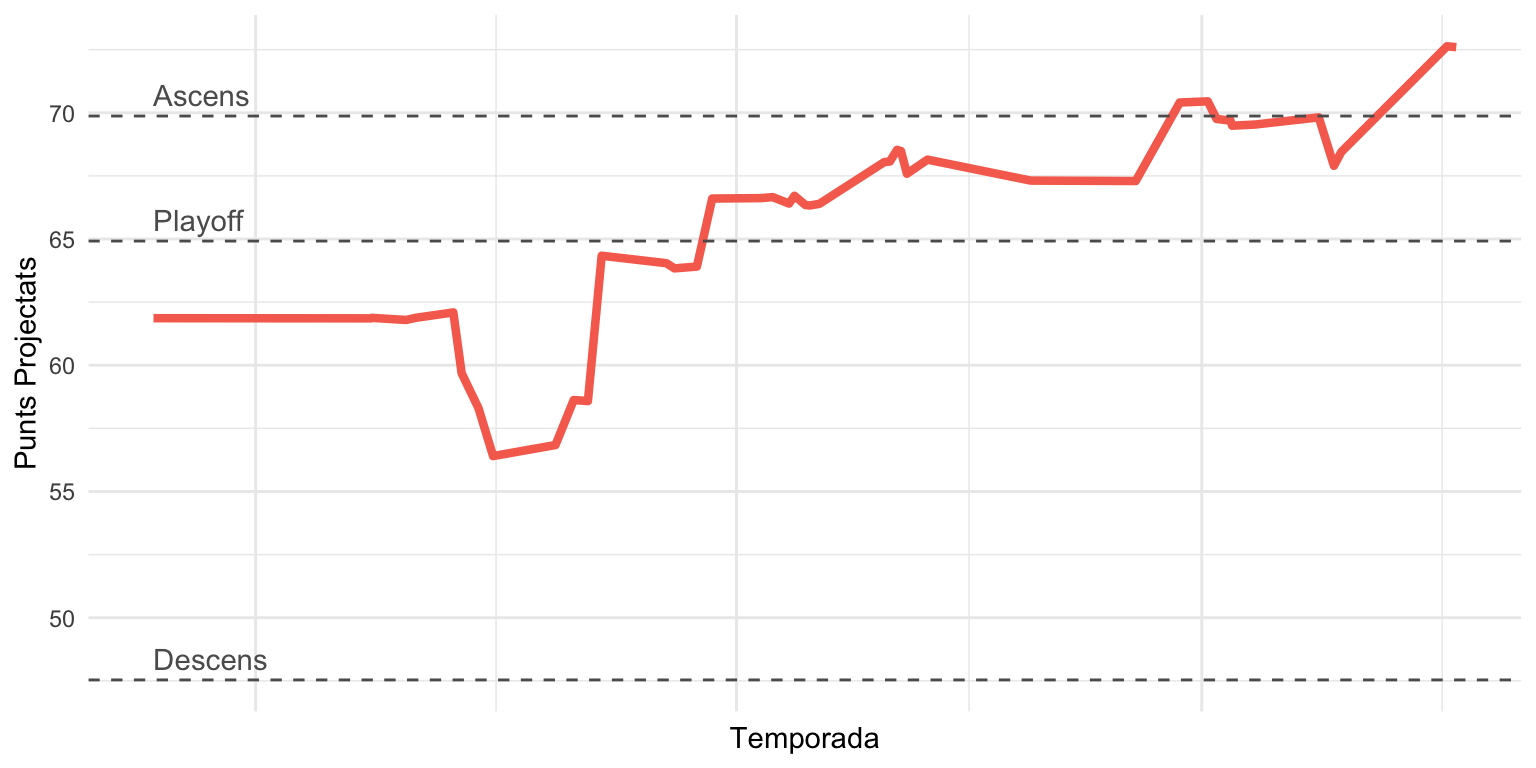 Ascens
70
Playoff
65
60
55
50
Descens
Punts Projectats
Temporada